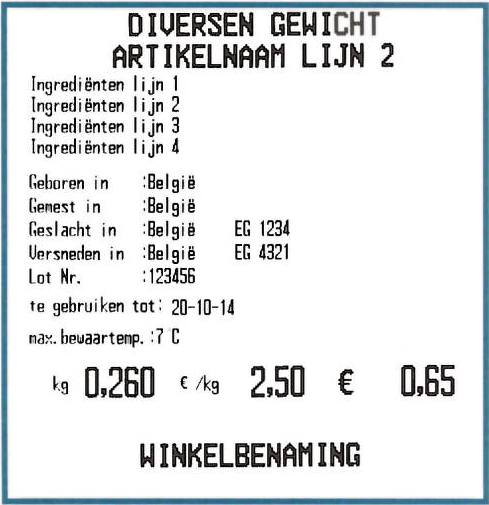 DIVERSEN GEWICHT
ARTIKELNAAM LIJN 2
Ingrediënten lijn 1
Ingrediënten lijn 2
Ingrediënten lijn 3
Ingrediënten lijn 4
Geboren in :België
Gemest in :België
Geslacht in :België EG 1234
Versneden in :België EG 4321
Lot Nr. :123456
te gebruiken tot: 20-10-14
max.bewaartemp.:7 C
kg 0,260 € /kg 2,50 € 0,65
WINKELBENAMING